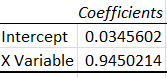 Coefficients
Intercept 0.0345602
X Variable 0.9450214